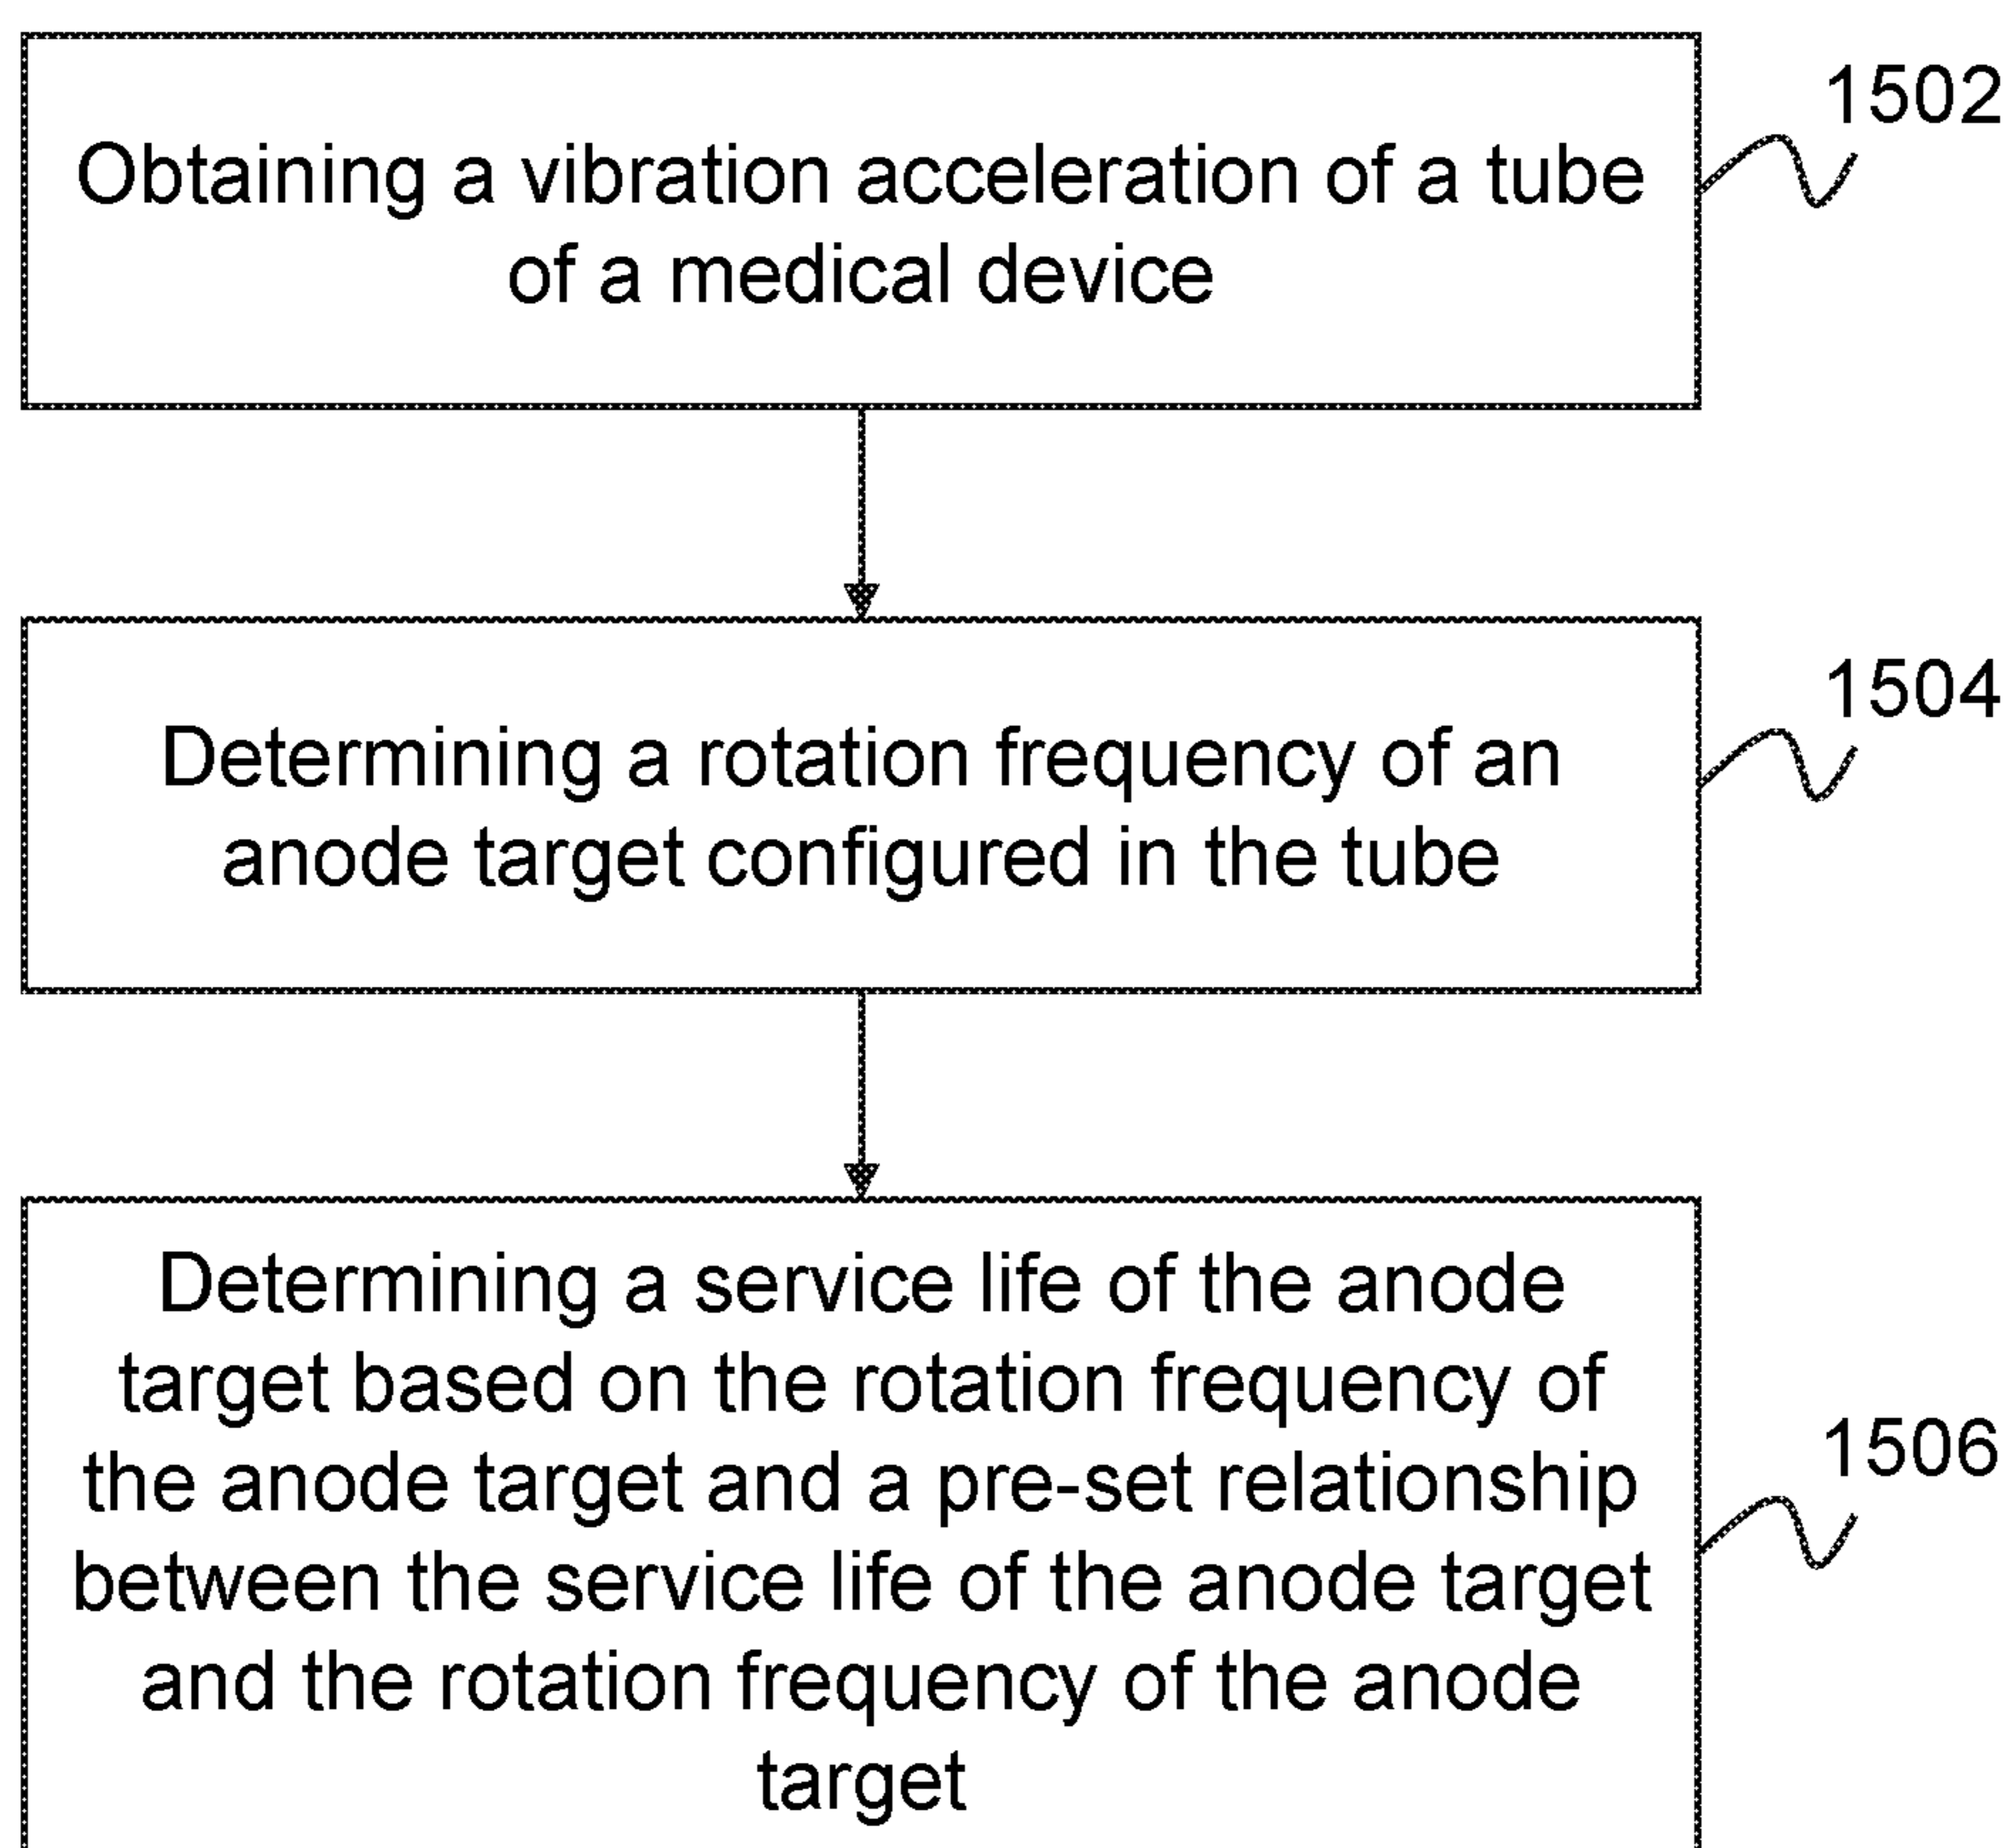 Obtaining a vibration acceleration of a tube
of a medical device
1502
Determining a rotation frequency of an
anode target configured in the tube
1504
Determining a service life of the anode
target based on the rotation frequency of
the anode target and a pre-set relationship
between the service life of the anode target
and the rotation frequency of the anode
target
1506